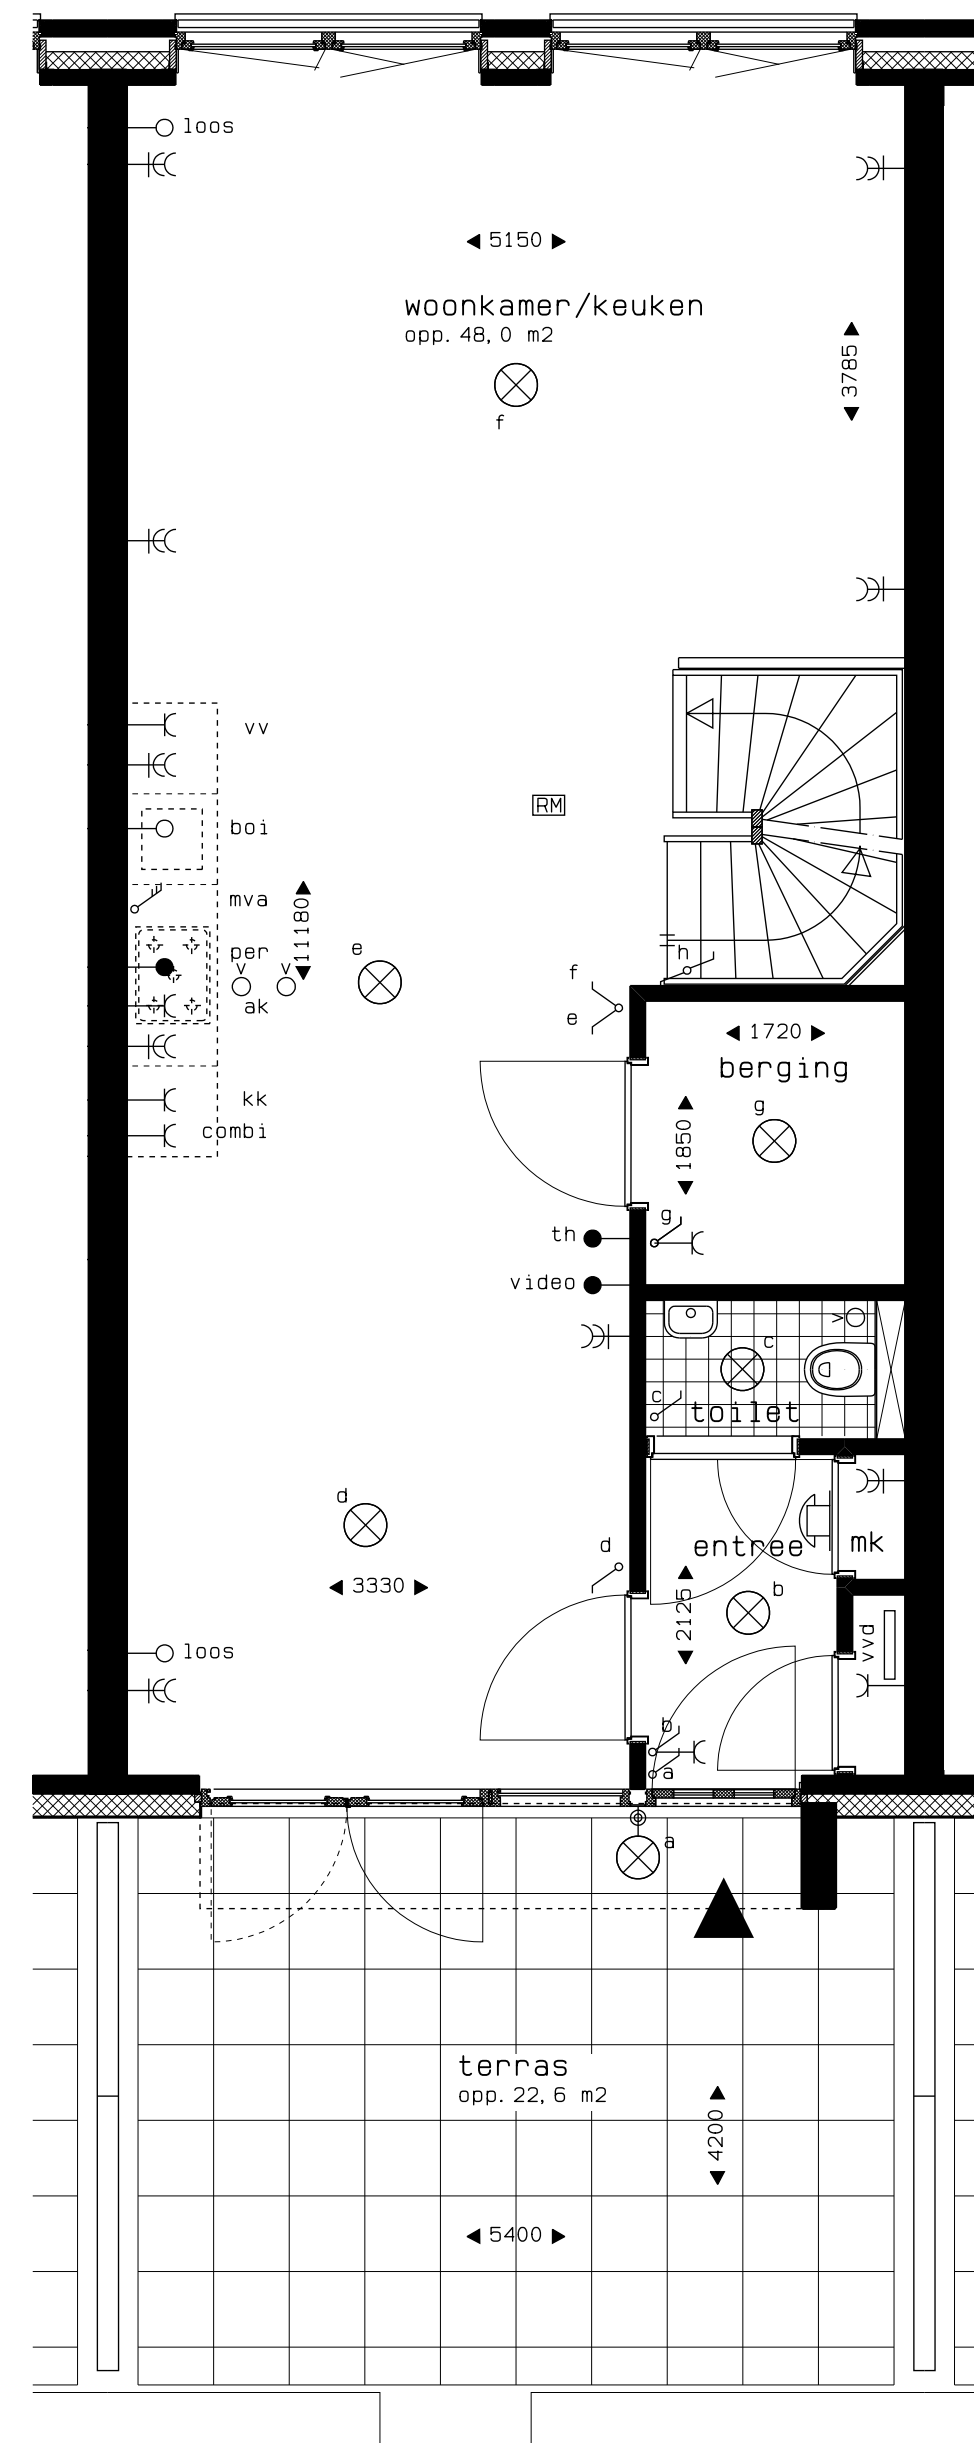 loos
5150
woonkamer/keuken
opp. 48,0 m2
3785
f
vv
boi
RM
mva
11180
per
v
v
e
ak
f
e
h
1720
berging
g
1850
kk
combi
g
th
video
c
v
c
toilet
d
d
entree
mk
3330
b
2125
loos
vvd
b
a
a
terras
opp. 22,6 m2
4200
5400